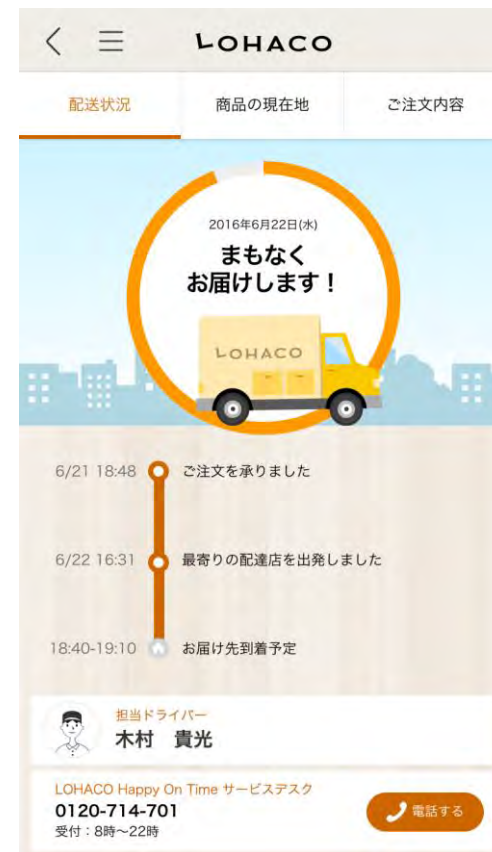 LOHACO
配送状況
商品の現在地
ご注文内容
2016年6月22日(水)
まもなく
お届けします！
LOHACO
6/21 18:48 ご注文を承りました
6/22 16:31 最寄りの配達店を出発しました
18:40-19:10 お届け先到着予定
担当ドライバー
木村　貴光
LOHACO Happy On Time サービスデスク
0120-714-701
受付：8時〜22時
電話する